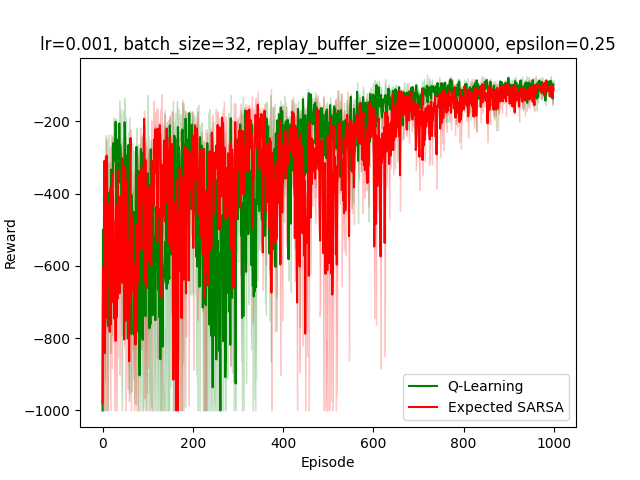 lr=0.001, batch_size=32, replay_buffer_size=1000000, epsilon=0.25
Reward
−200
−400
−600
−800
−1000
0
200
400
600
800
1000
Episode
Q-Learning
Expected SARSA